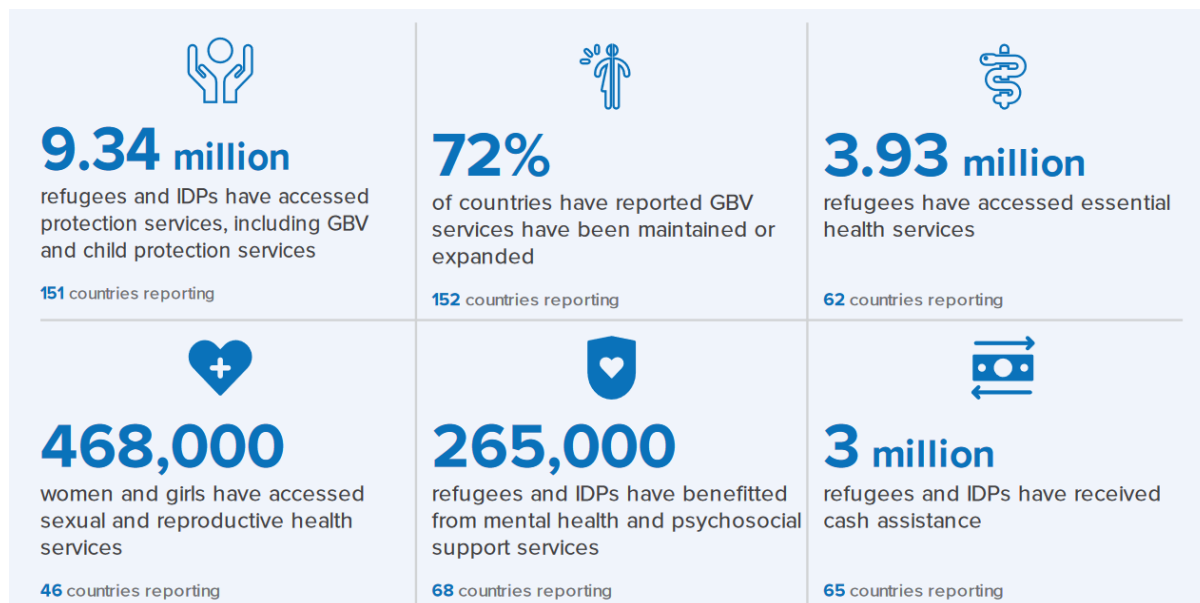 9.34 million
refugees and IDPs have accessed
protection services, including GBV
and child protection services
151 countries reporting
72%
of countries have reported GBV
services have been maintained or
expanded
152 countries reporting
3.93 million
refugees have accessed essential
health services
62 countries reporting
468,000
women and girls have accessed
sexual and reproductive health
services
46 countries reporting
265,000
refugees and IDPs have benefitted
from mental health and psychosocial
support services
68 countries reporting
3 million
refugees and IDPs have received
cash assistance
65 countries reporting